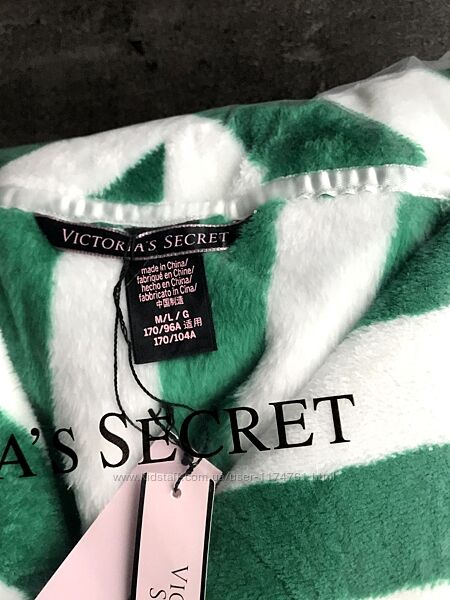 VICTORIA'S SECRET
made in China/
fabriqué en Chine/
hecho en China/
fabbricato in Cina/
中国制造
M/L/G
170/96A 适用
170/104A
A'S SECRET
VIC
S